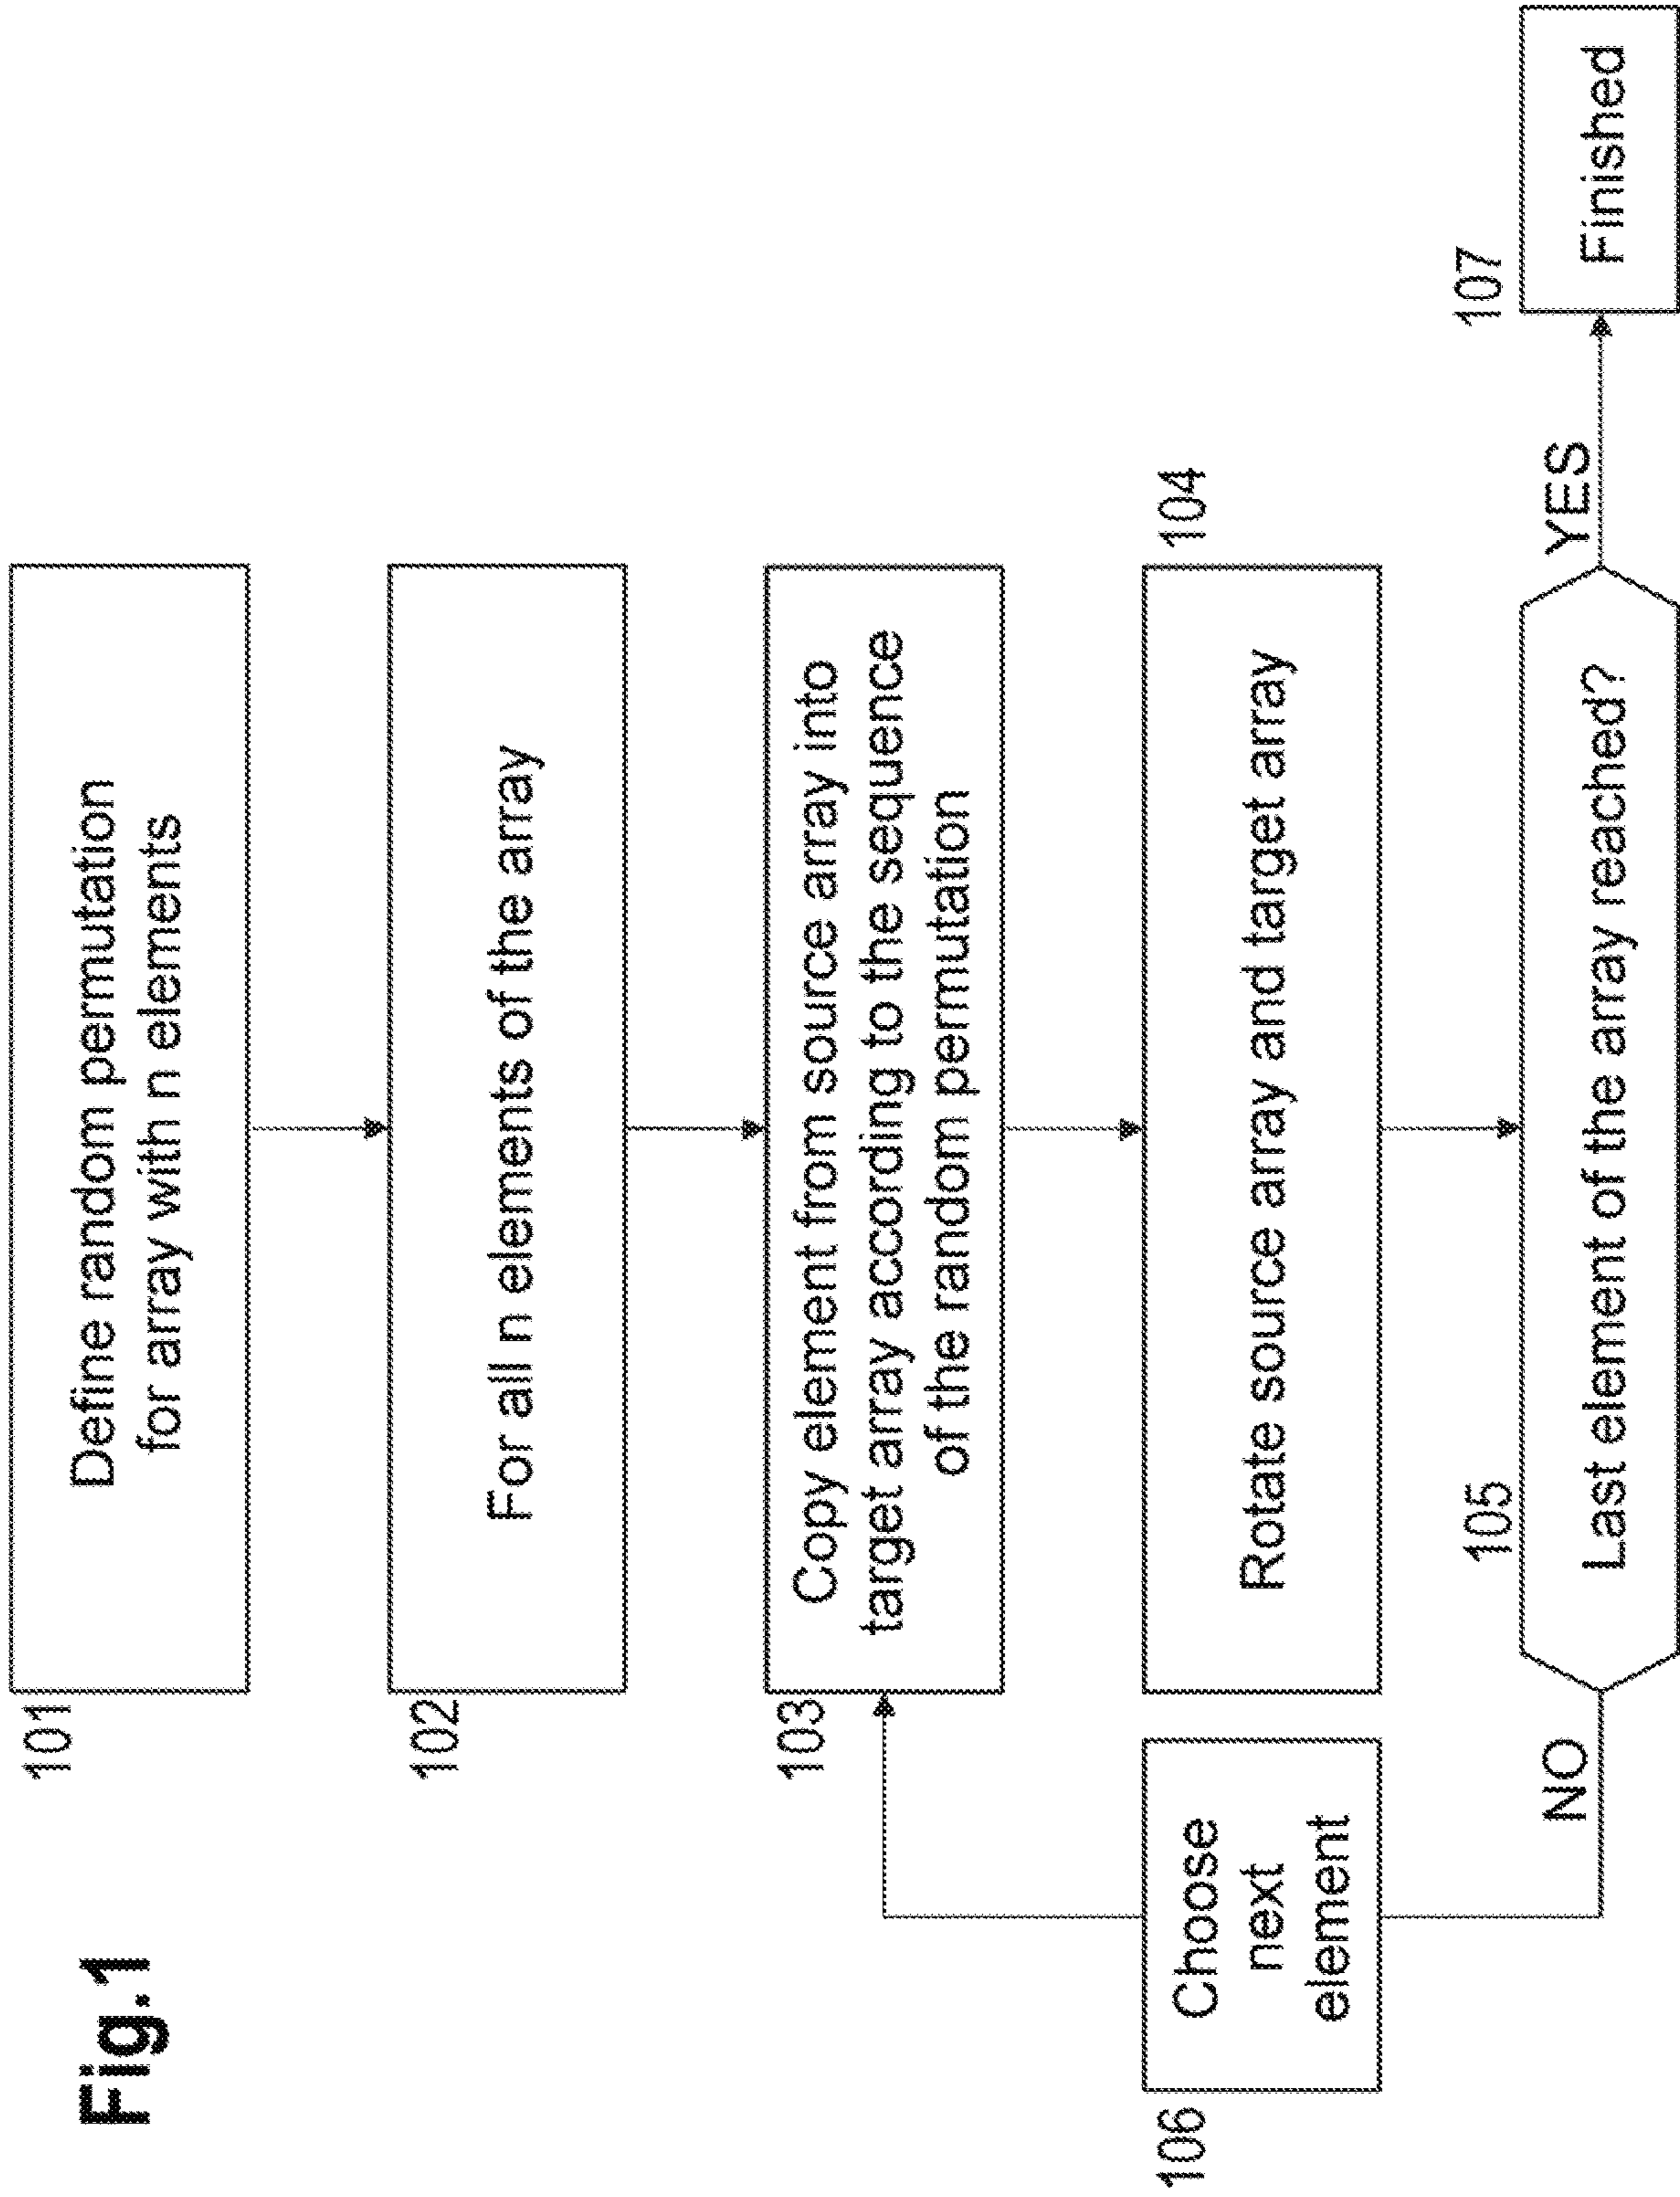 Fig.1
101
Define random permutation
for array with n elements
102
For all n elements of the array
103
Copy element from source array into
target array according to the sequence
of the random permutation
104
Rotate source array and target array
105
Last element of the array reached?
NO
YES
106
Choose
next
element
107
Finished